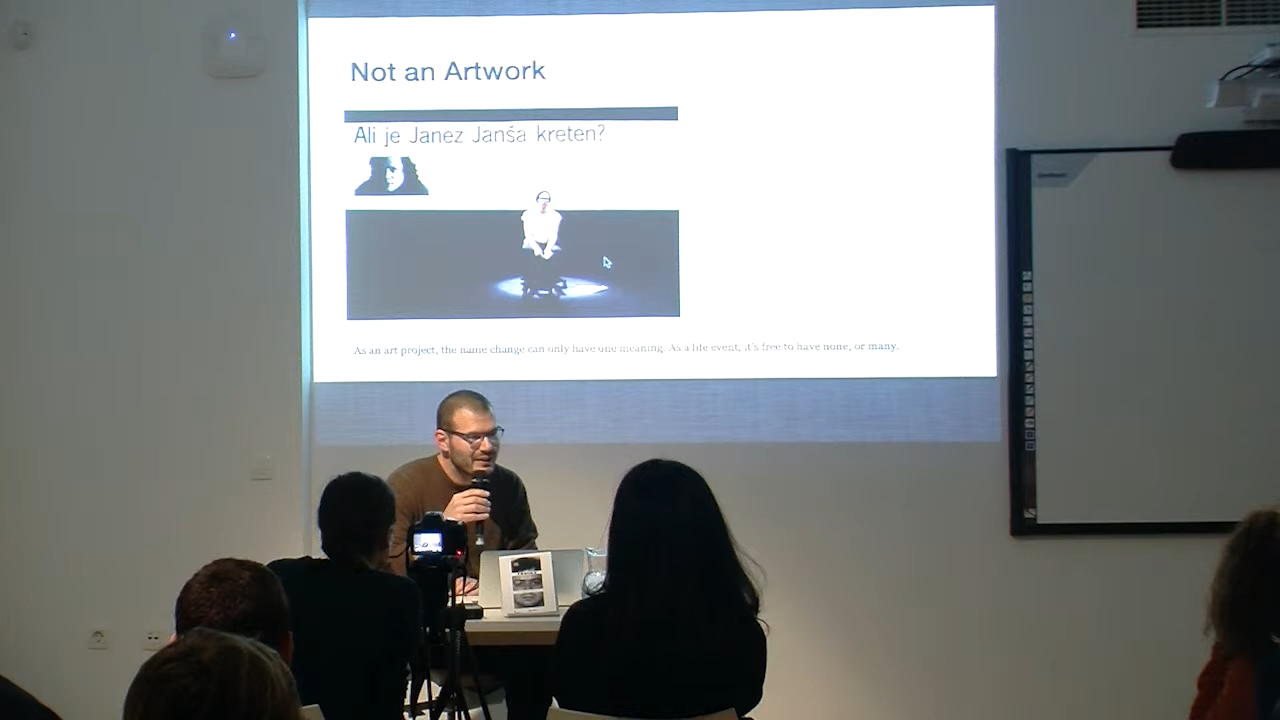 Not an Artwork
Ali je Janez Janša kreten?
As an art project, the name change can only have one meaning. As a life event, it's free to have none, or many.